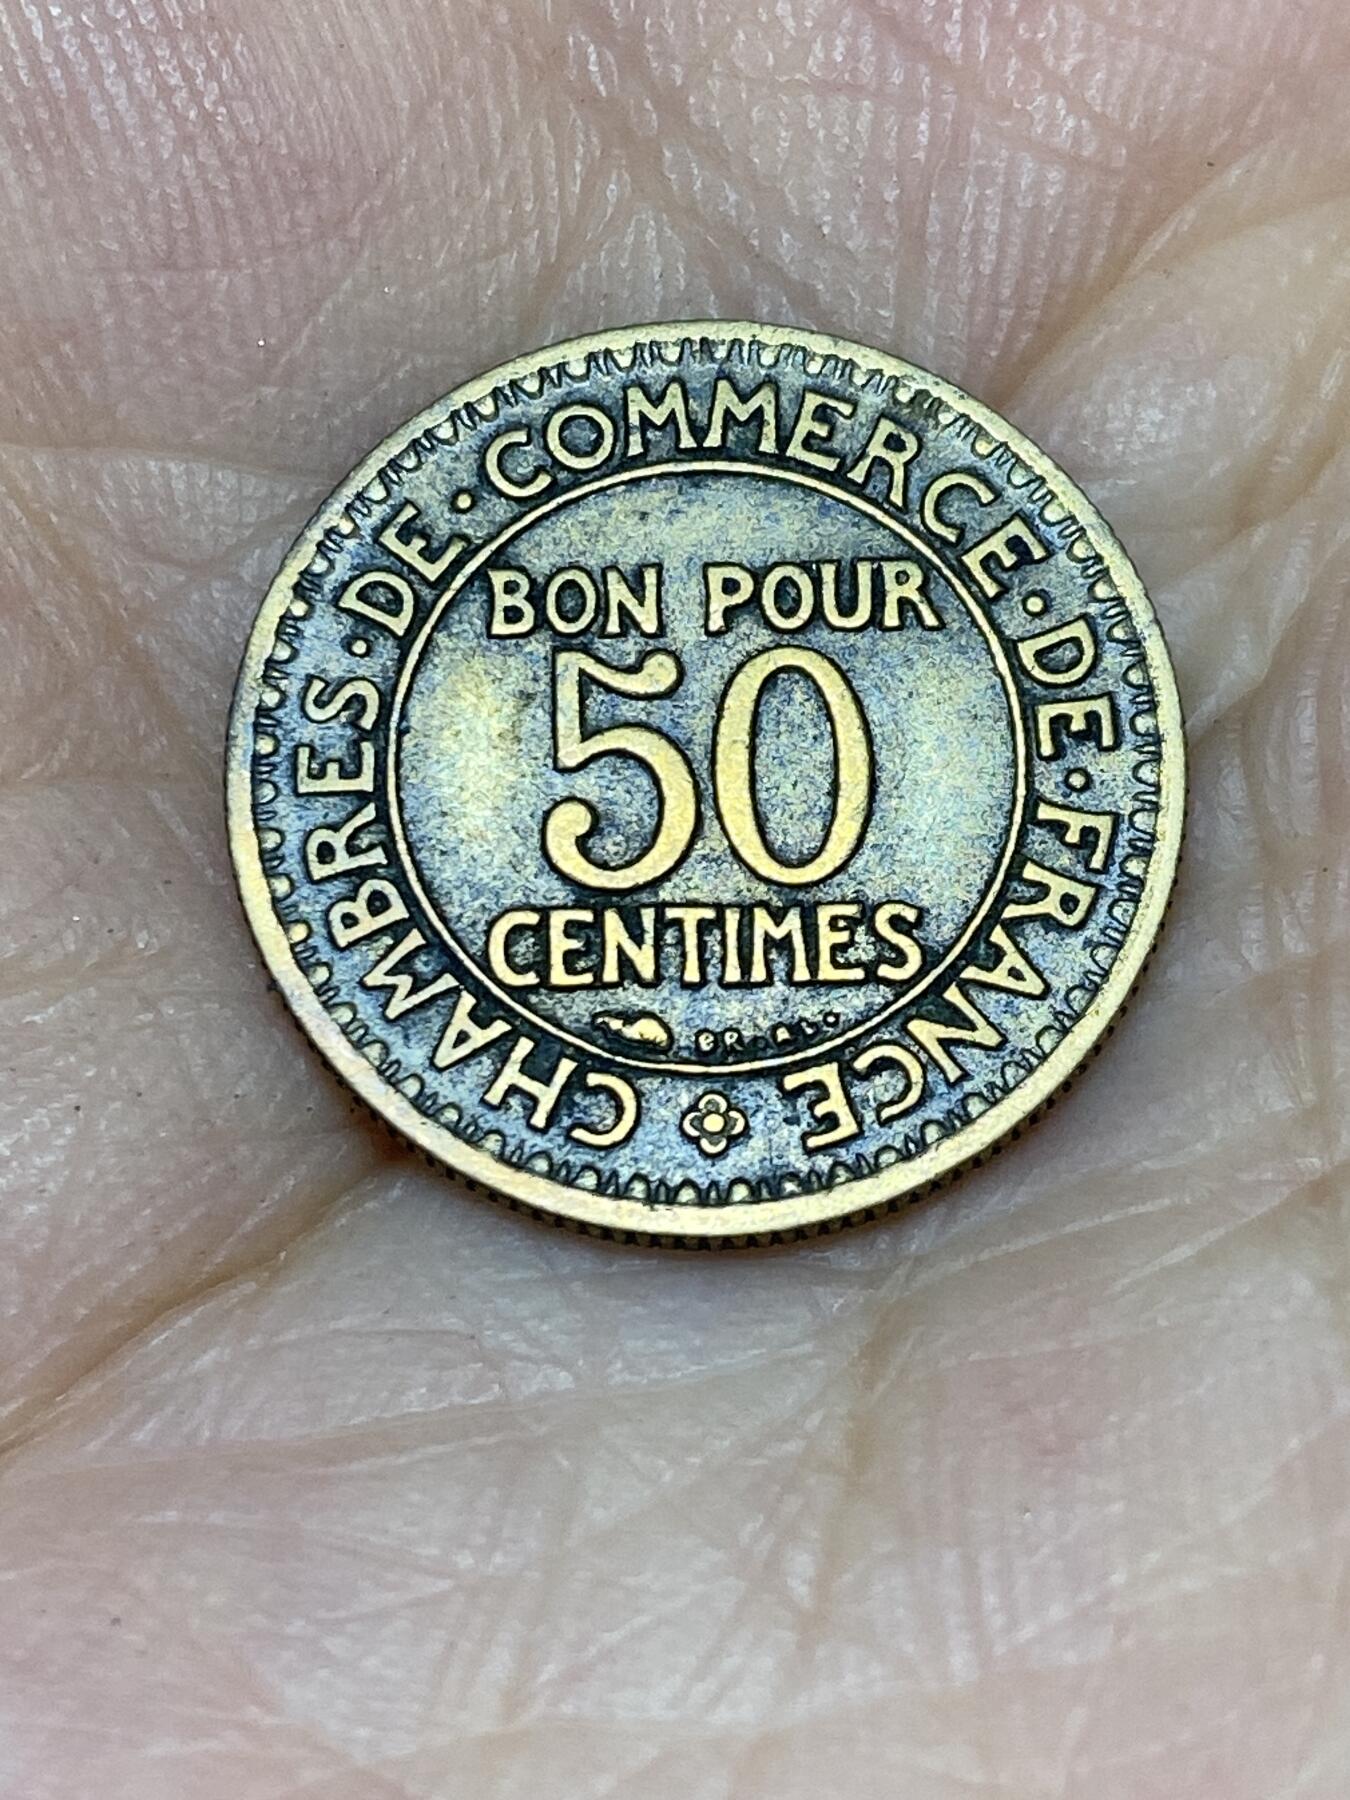 CHAMBRES · DE · COMMERCE · DE · FRANCE
BON POUR
50
CENTIMES